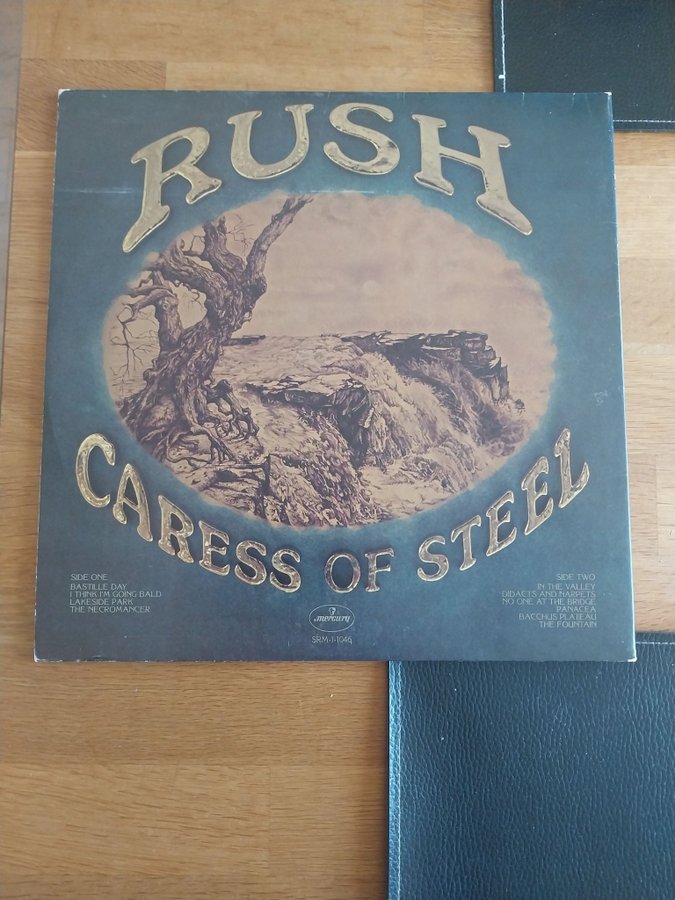 RUSH
CARESS OF STEEL
SIDE ONE
BASTILLE DAY
I THINK I'M GOING BALD
LAKESIDE PARK
THE NECROMANCER
SIDE TWO
IN THE VALLEY
DIDACTS AND NARPETS
NO ONE AT THE BRIDGE
PANACEA
BACCHUS PLATEAU
THE FOUNTAIN
mercury
SRM-1-1046